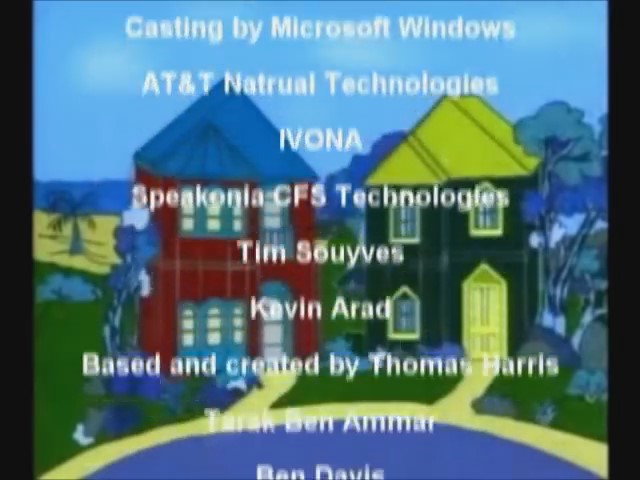 Casting by Microsoft Windows
AT&T Natrual Technologies
IVONA
Speakonia CFS Technologies
Tim Souyves
Kevin Arad
Based and created by Thomas Harris
Tarak Ben Ammar
Ben Davis